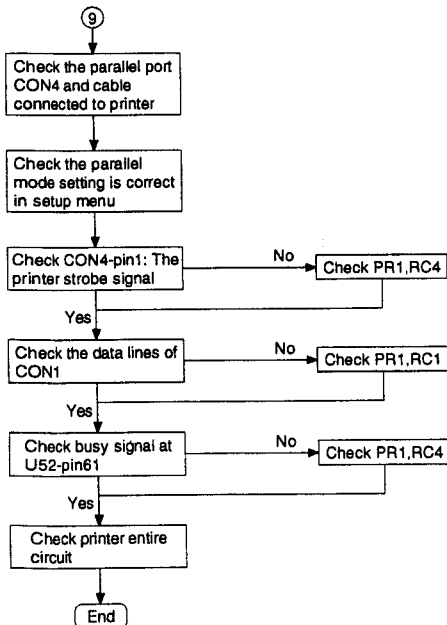 9
Check the parallel port
CON4 and cable
connected to printer
Check the parallel
mode setting is correct
in setup menu
Check CON4-pin1: The
printer strobe signal
No
Check PR1,RC4
Yes
Check the data lines of
CON1
No
Check PR1,RC1
Yes
Check busy signal at
U52-pin61
No
Check PR1,RC4
Yes
Check printer entire
circuit
End